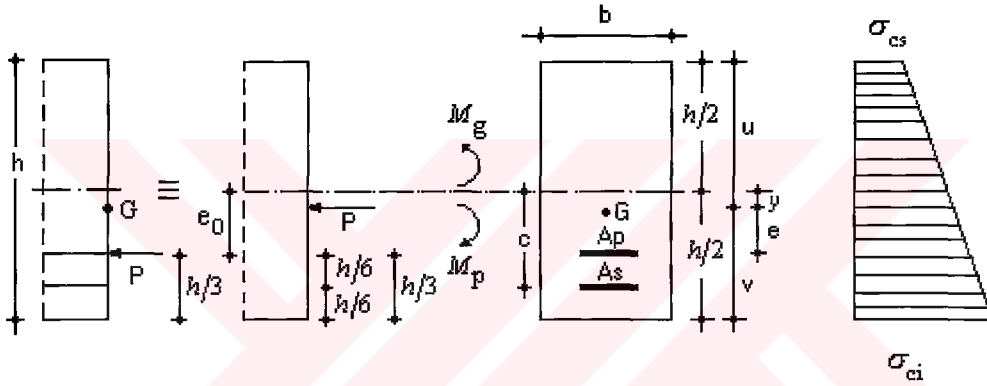 b
σcs
h
G
P
h/3
≡
e0
P
Mg
Mp
h/6
h/6
h/3
c
G
Ap
As
h/2
h/2
u
v
y
e
σci